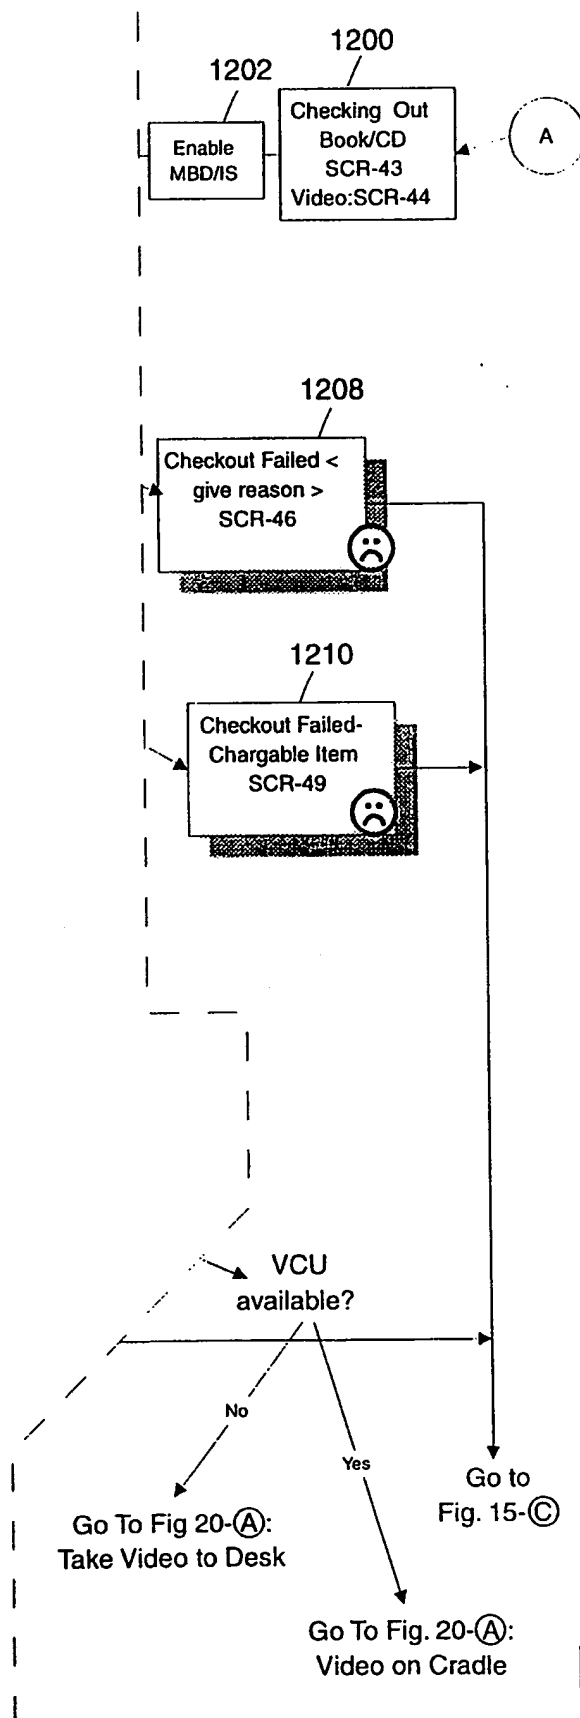 1200
1202
Checking Out
Book/CD
SCR-43
Video:SCR-44
Enable
MBD/IS
A
1208
Checkout Failed <
give reason >
SCR-46
1210
Checkout Failed-
Chargable Item
SCR-49
VCU
available?
No
Yes
Go to
Fig. 15-Ⓒ
Go To Fig 20-Ⓐ:
Take Video to Desk
Go To Fig. 20-Ⓐ:
Video on Cradle